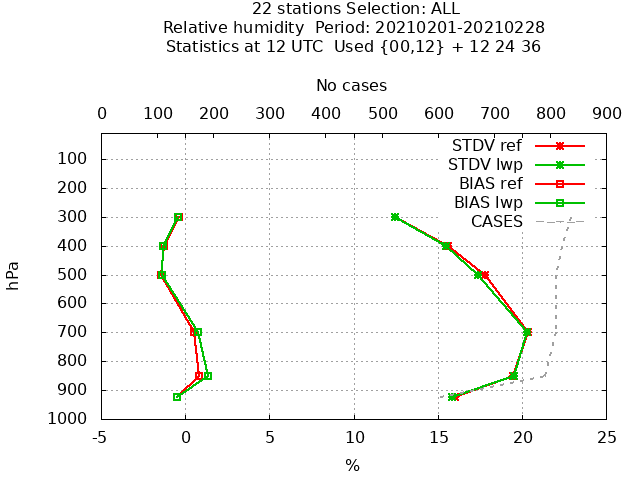 22 stations Selection: ALL
Relative humidity  Period: 20210201-20210228
Statistics at 12 UTC  Used {00,12} + 12 24 36
No cases
0 100 200 300 400 500 600 700 800 900
STDV ref
STDV lwp
BIAS ref
BIAS lwp
CASES
hPa
100
200
300
400
500
600
700
800
900
1000
-5 0 5 10 15 20 25
%